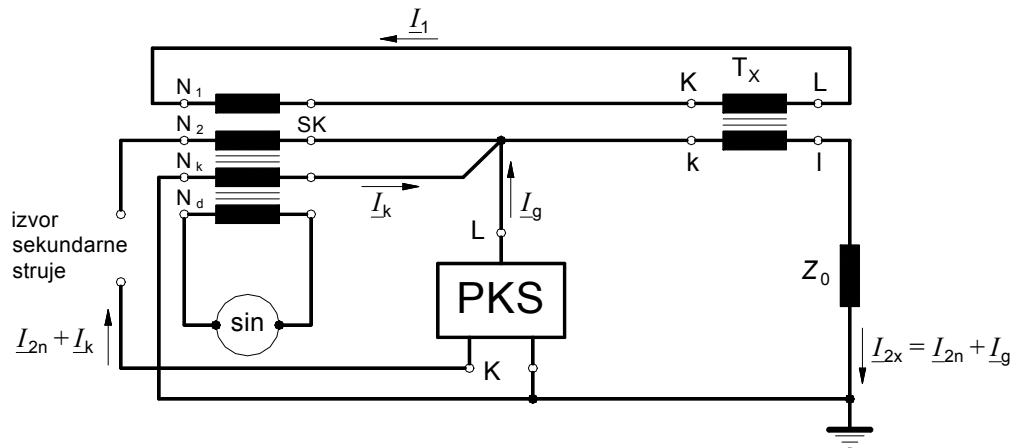 I1
N1
SK
K
TX
L
N2
k
l
Nk
Ik
Nd
Ig
izvor
sekundarne
struje
L
PKS
Z0
sin
I2n + Ik
K
I2x = I2n + Ig